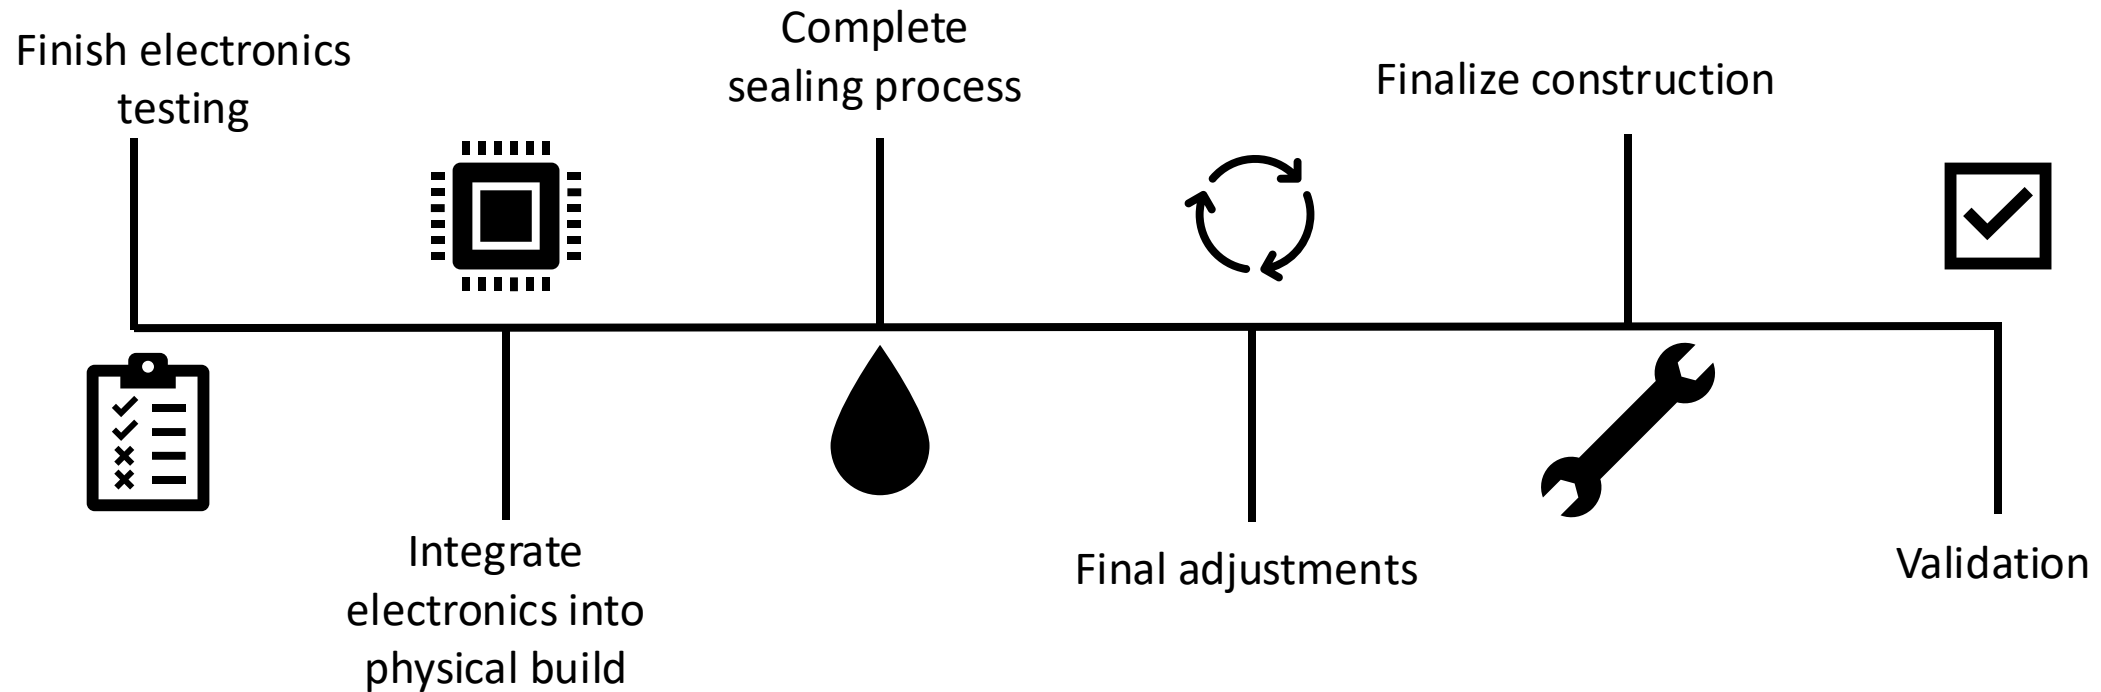 Finish electronics
testing
Integrate
electronics into
physical build
Complete
sealing process
Final adjustments
Finalize construction
Validation